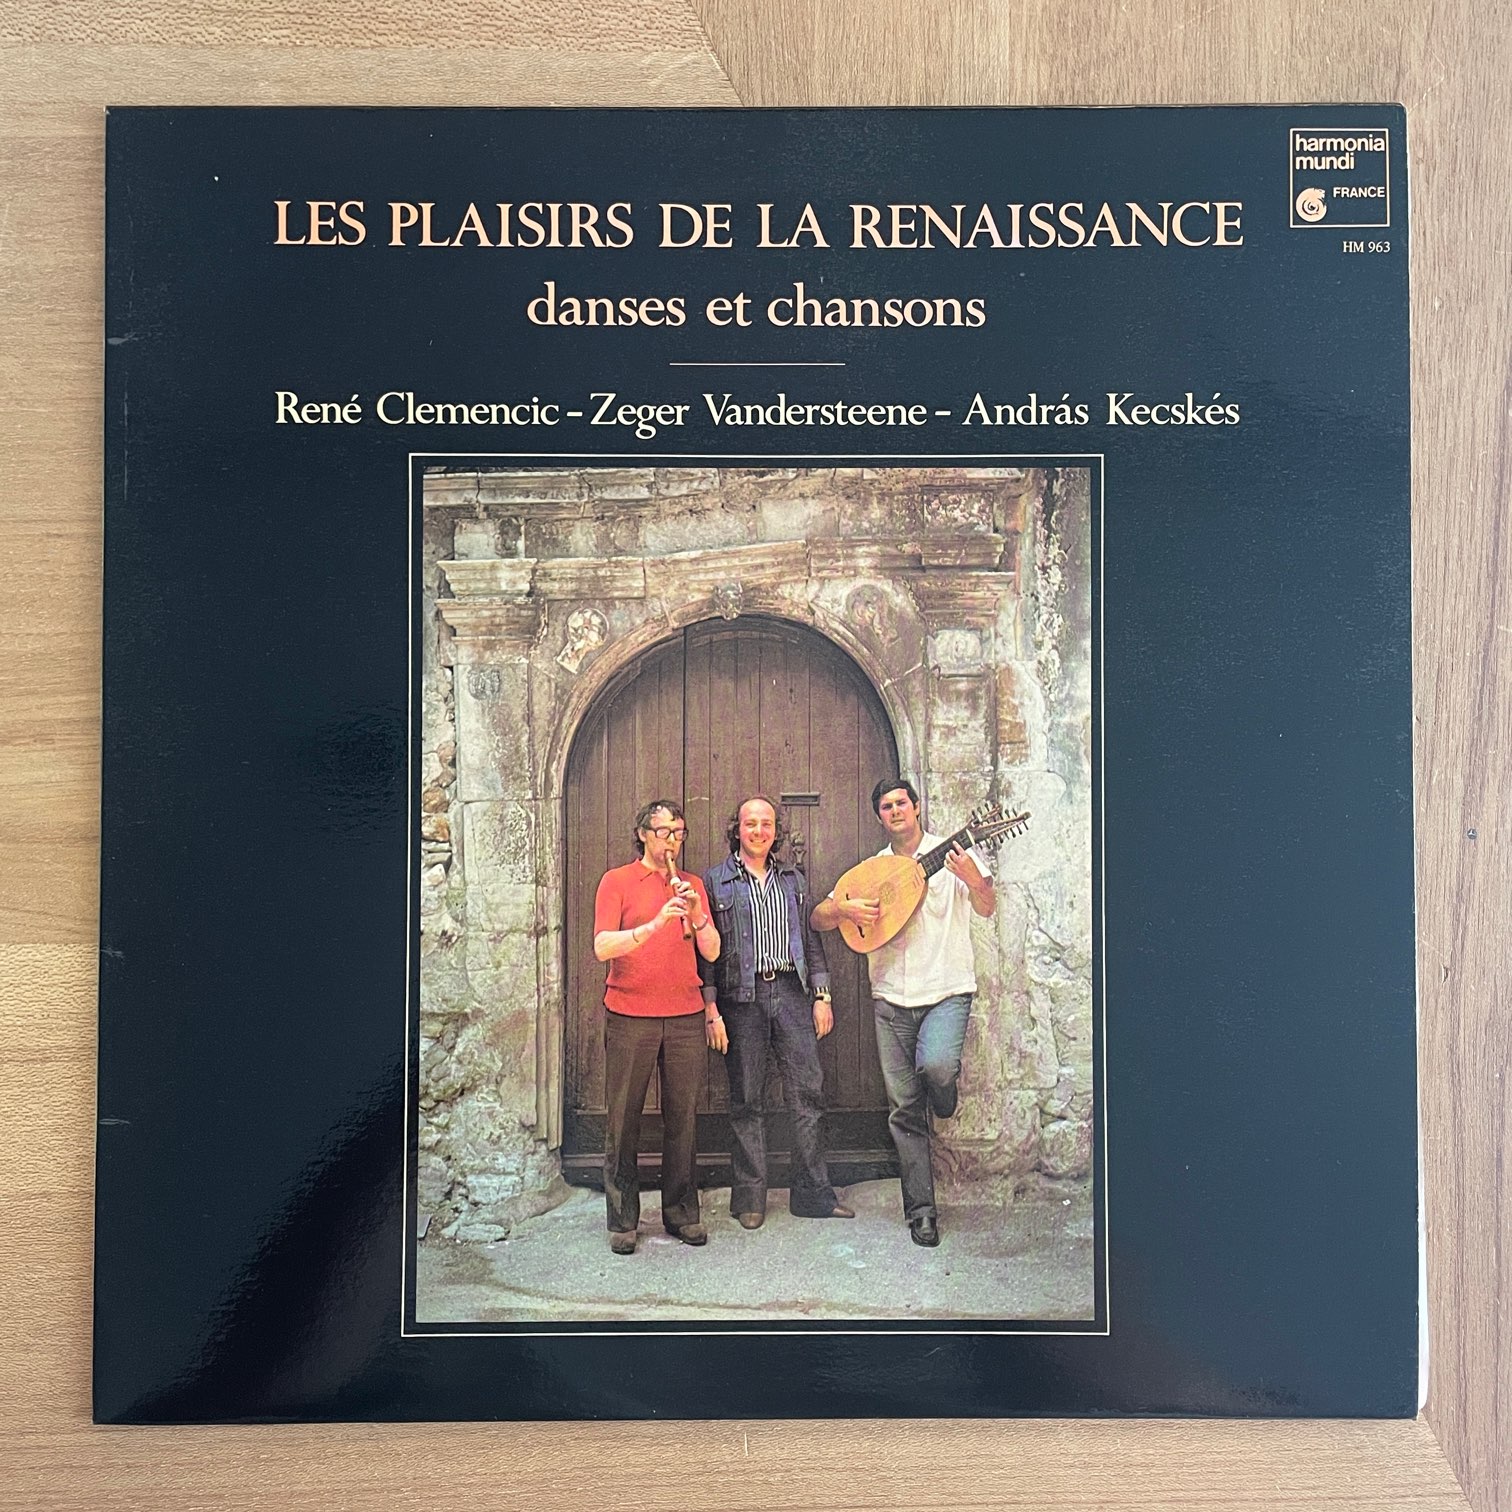 harmonia
mundi
FRANCE
HM 963
LES PLAISIRS DE LA RENAISSANCE
danses et chansons
René Clemencic – Zeger Vandersteene – András Kecskés